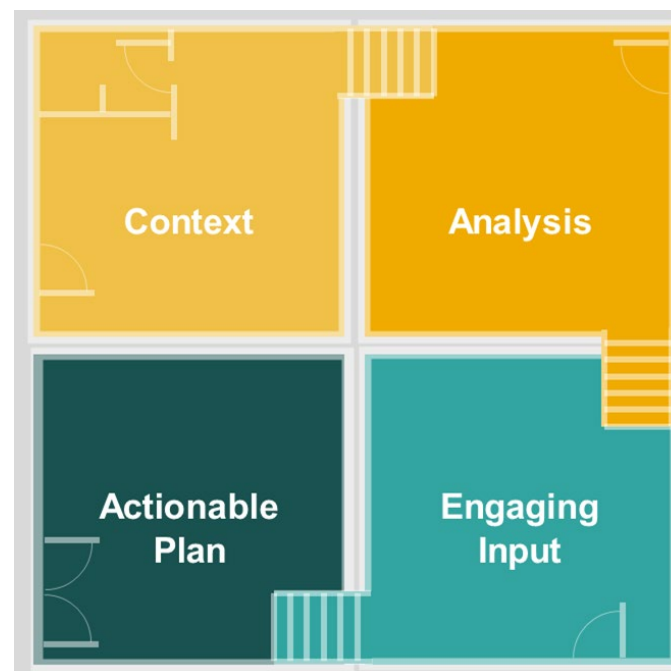 Context
Analysis
Actionable
Plan
Engaging
Input